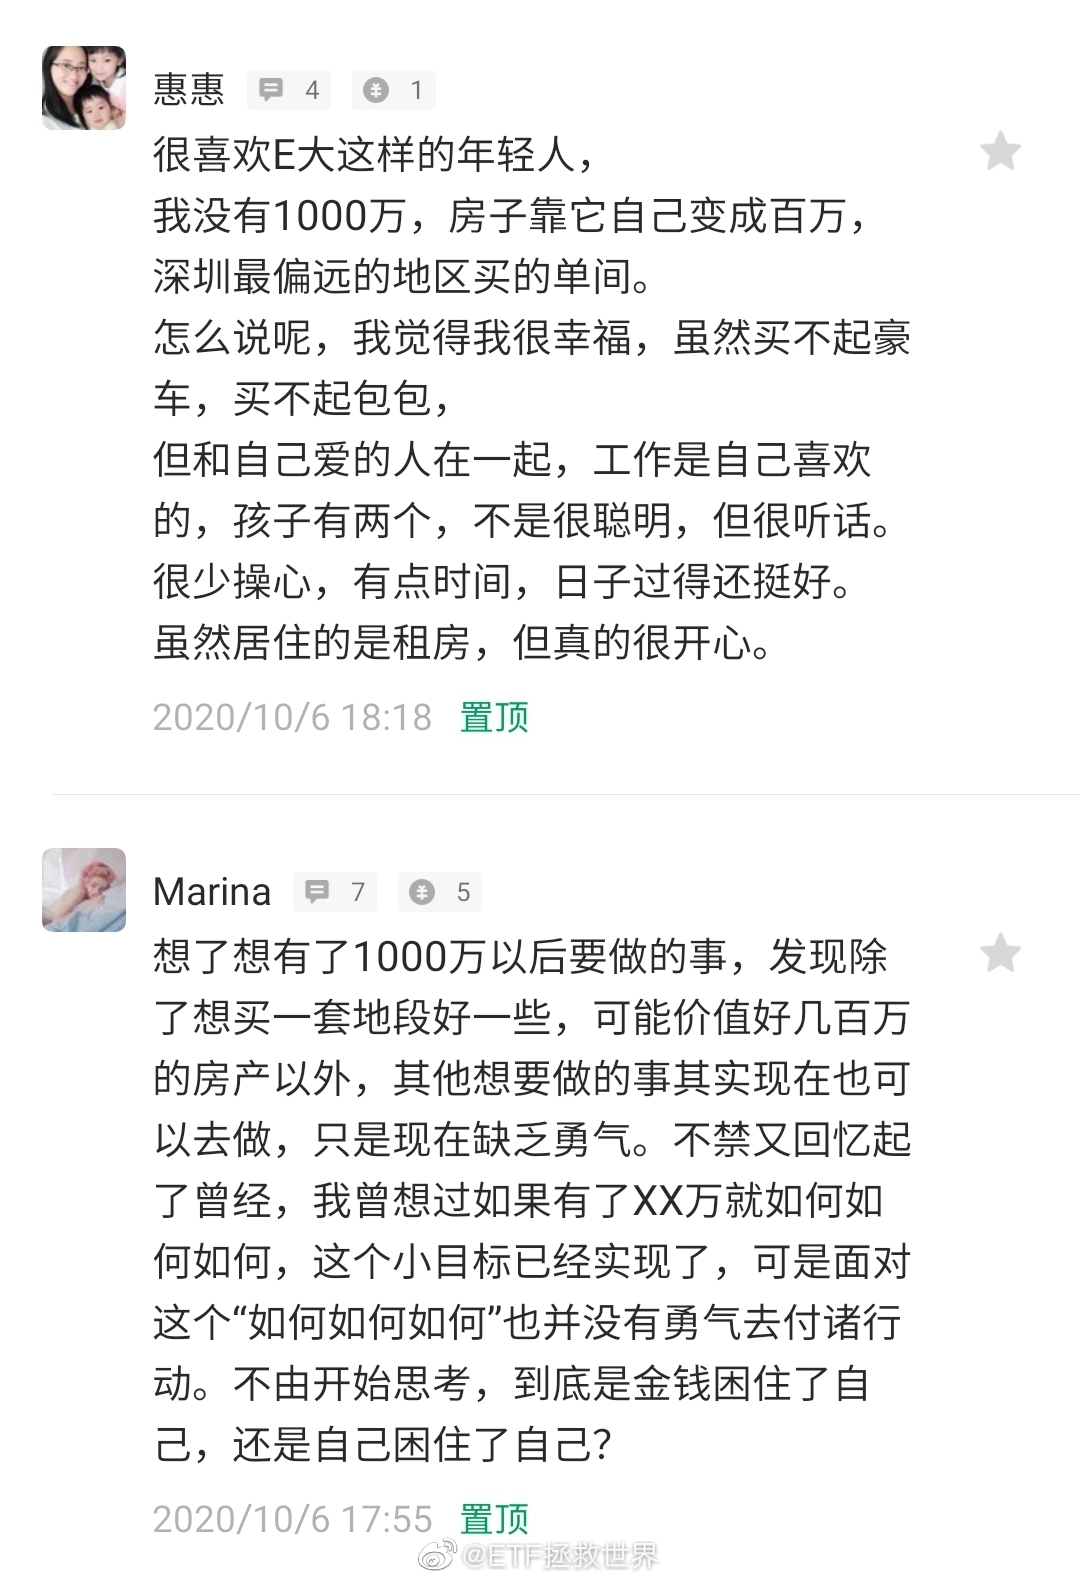 惠惠 4 1
很喜欢E大这样的年轻人，
我没有1000万，房子靠它自己变成百万，
深圳最偏远的地区买的单间。
怎么说呢，我觉得我很幸福，虽然买不起豪
车，买不起包包，
但和自己爱的人在一起，工作是自己喜欢
的，孩子有两个，不是很聪明，但很听话。
很少操心，有点时间，日子过得还挺好。
虽然居住的是租房，但真的很开心。
2020/10/6 18:18 置顶
Marina 7 5
想了想有了1000万以后要做的事，发现除
了想买一套地段好一些，可能价值好几百万
的房产以外，其他想要做的事其实现在也可
以去做，只是现在缺乏勇气。不禁又回忆起
了曾经，我曾想过如果有了XX万就如何如
何如何，这个小目标已经实现了，可是面对
这个“如何如何如何”也并没有勇气去付诸行
动。不由开始思考，到底是金钱困住了自
己，还是自己困住了自己？
2020/10/6 17:55 置顶
@ETF拯救世界